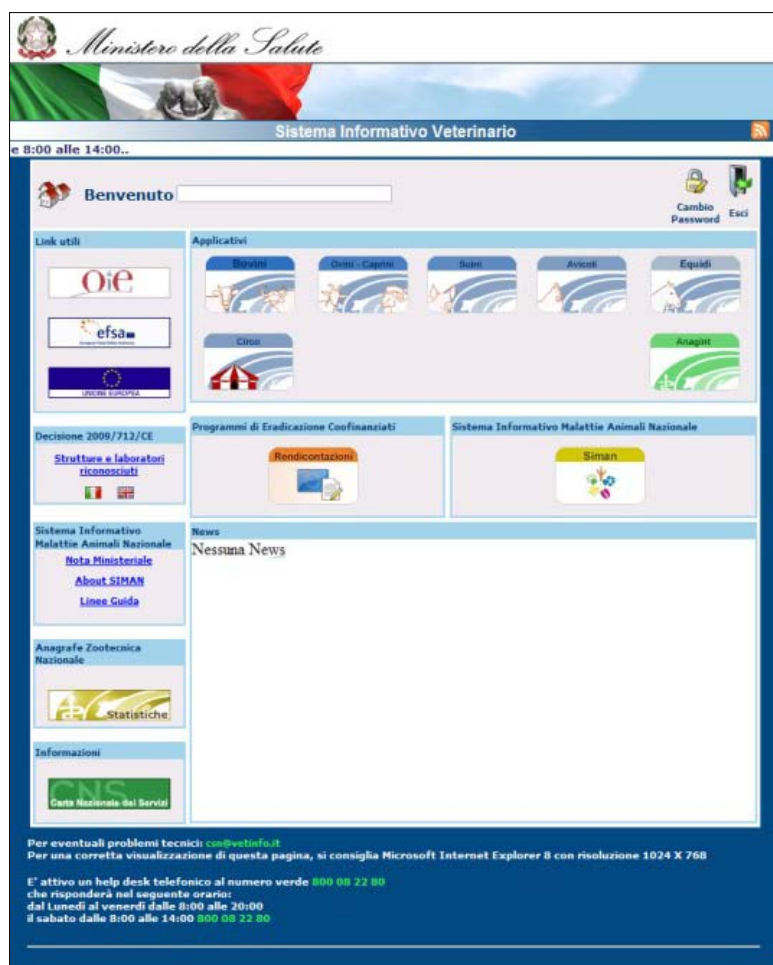 Ministero della Salute
Sistema Informativo Veterinario
e 8:00 alle 14:00..
Benvenuto
Cambio
Password
Esci
Link utili
Oie
efsa
UNIONE EUROPEA
Decisione 2009/712/CE
Strutture e laboratori
riconosciuti
Sistema Informativo
Malattie Animali Nazionale
Nota Ministeriale
About SIMAN
Linee Guida
Anagrafe Zootecnica
Nazionale
Statistiche
Informazioni
CNS
Carta Nazionale dei Servizi
Applicativi
Bovini
Ovini - Caprini
Suini
Avicoli
Equidi
Circo
Anagint
Programmi di Eradicazione Coofinanziati
Rendicontazioni
Sistema Informativo Malattie Animali Nazionale
Siman
News
Nessuna News
Per eventuali problemi tecnici: csn@vetinfo.it
Per una corretta visualizzazione di questa pagina, si consiglia Microsoft Internet Explorer 8 con risoluzione 1024 X 768
E' attivo un help desk telefonico al numero verde 800 08 22 80
che risponderà nel seguente orario:
dal Lunedì al venerdì dalle 8:00 alle 20:00
il sabato dalle 8:00 alle 14:00 800 08 22 80